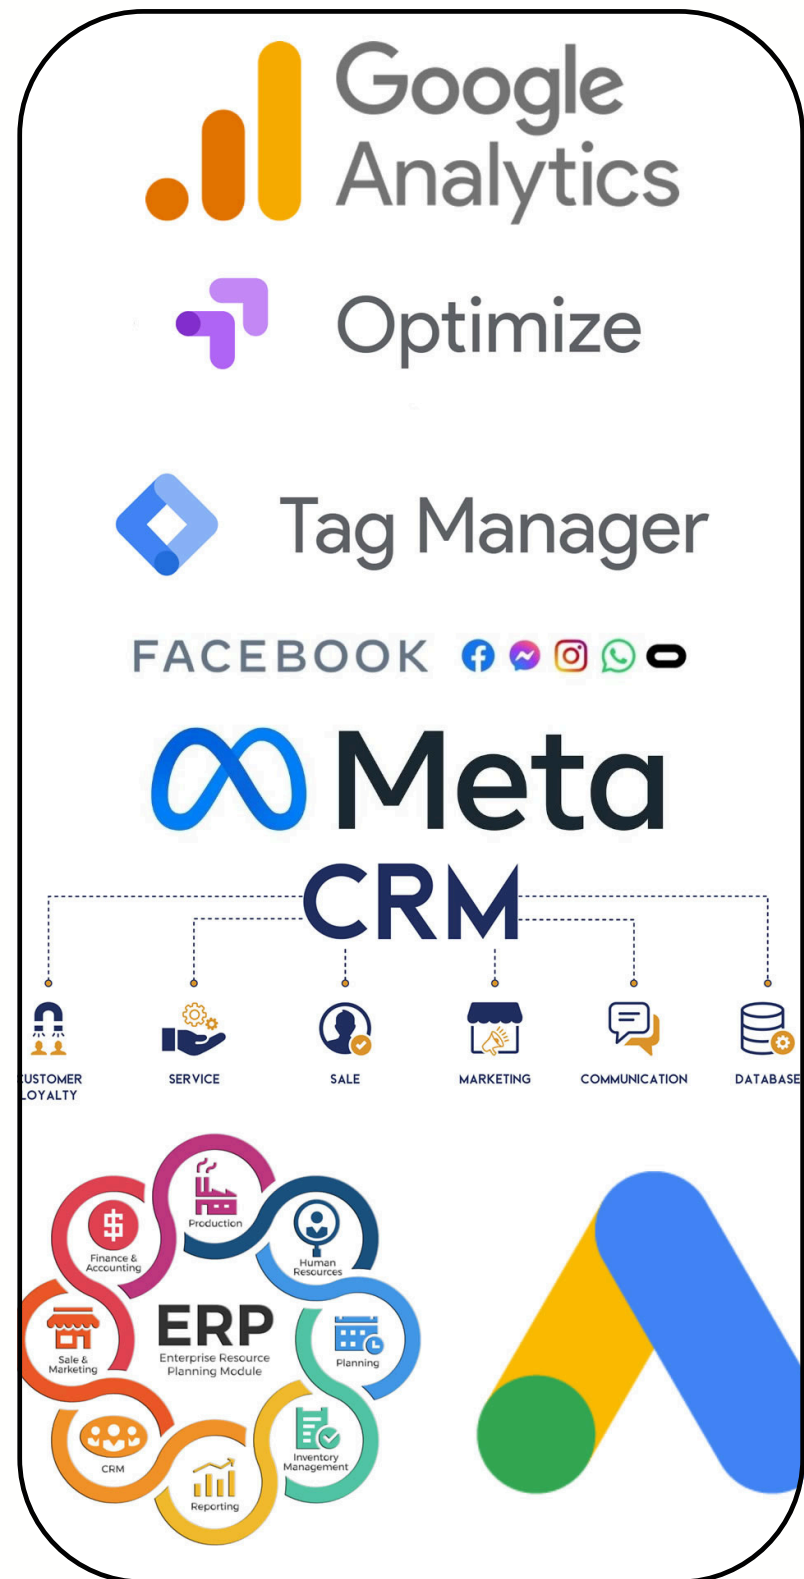 Google
Analytics
Optimize
Tag Manager
FACEBOOK
Meta
CRM
CUSTOMER
LOYALTY
SERVICE
SALE
MARKETING
COMMUNICATION
DATABASE
Production
Finance &
Accounting
Human
Resources
ERP
Enterprise Resource
Planning Module
Sale &
Marketing
Planning
CRM
Inventory
Management
Reporting